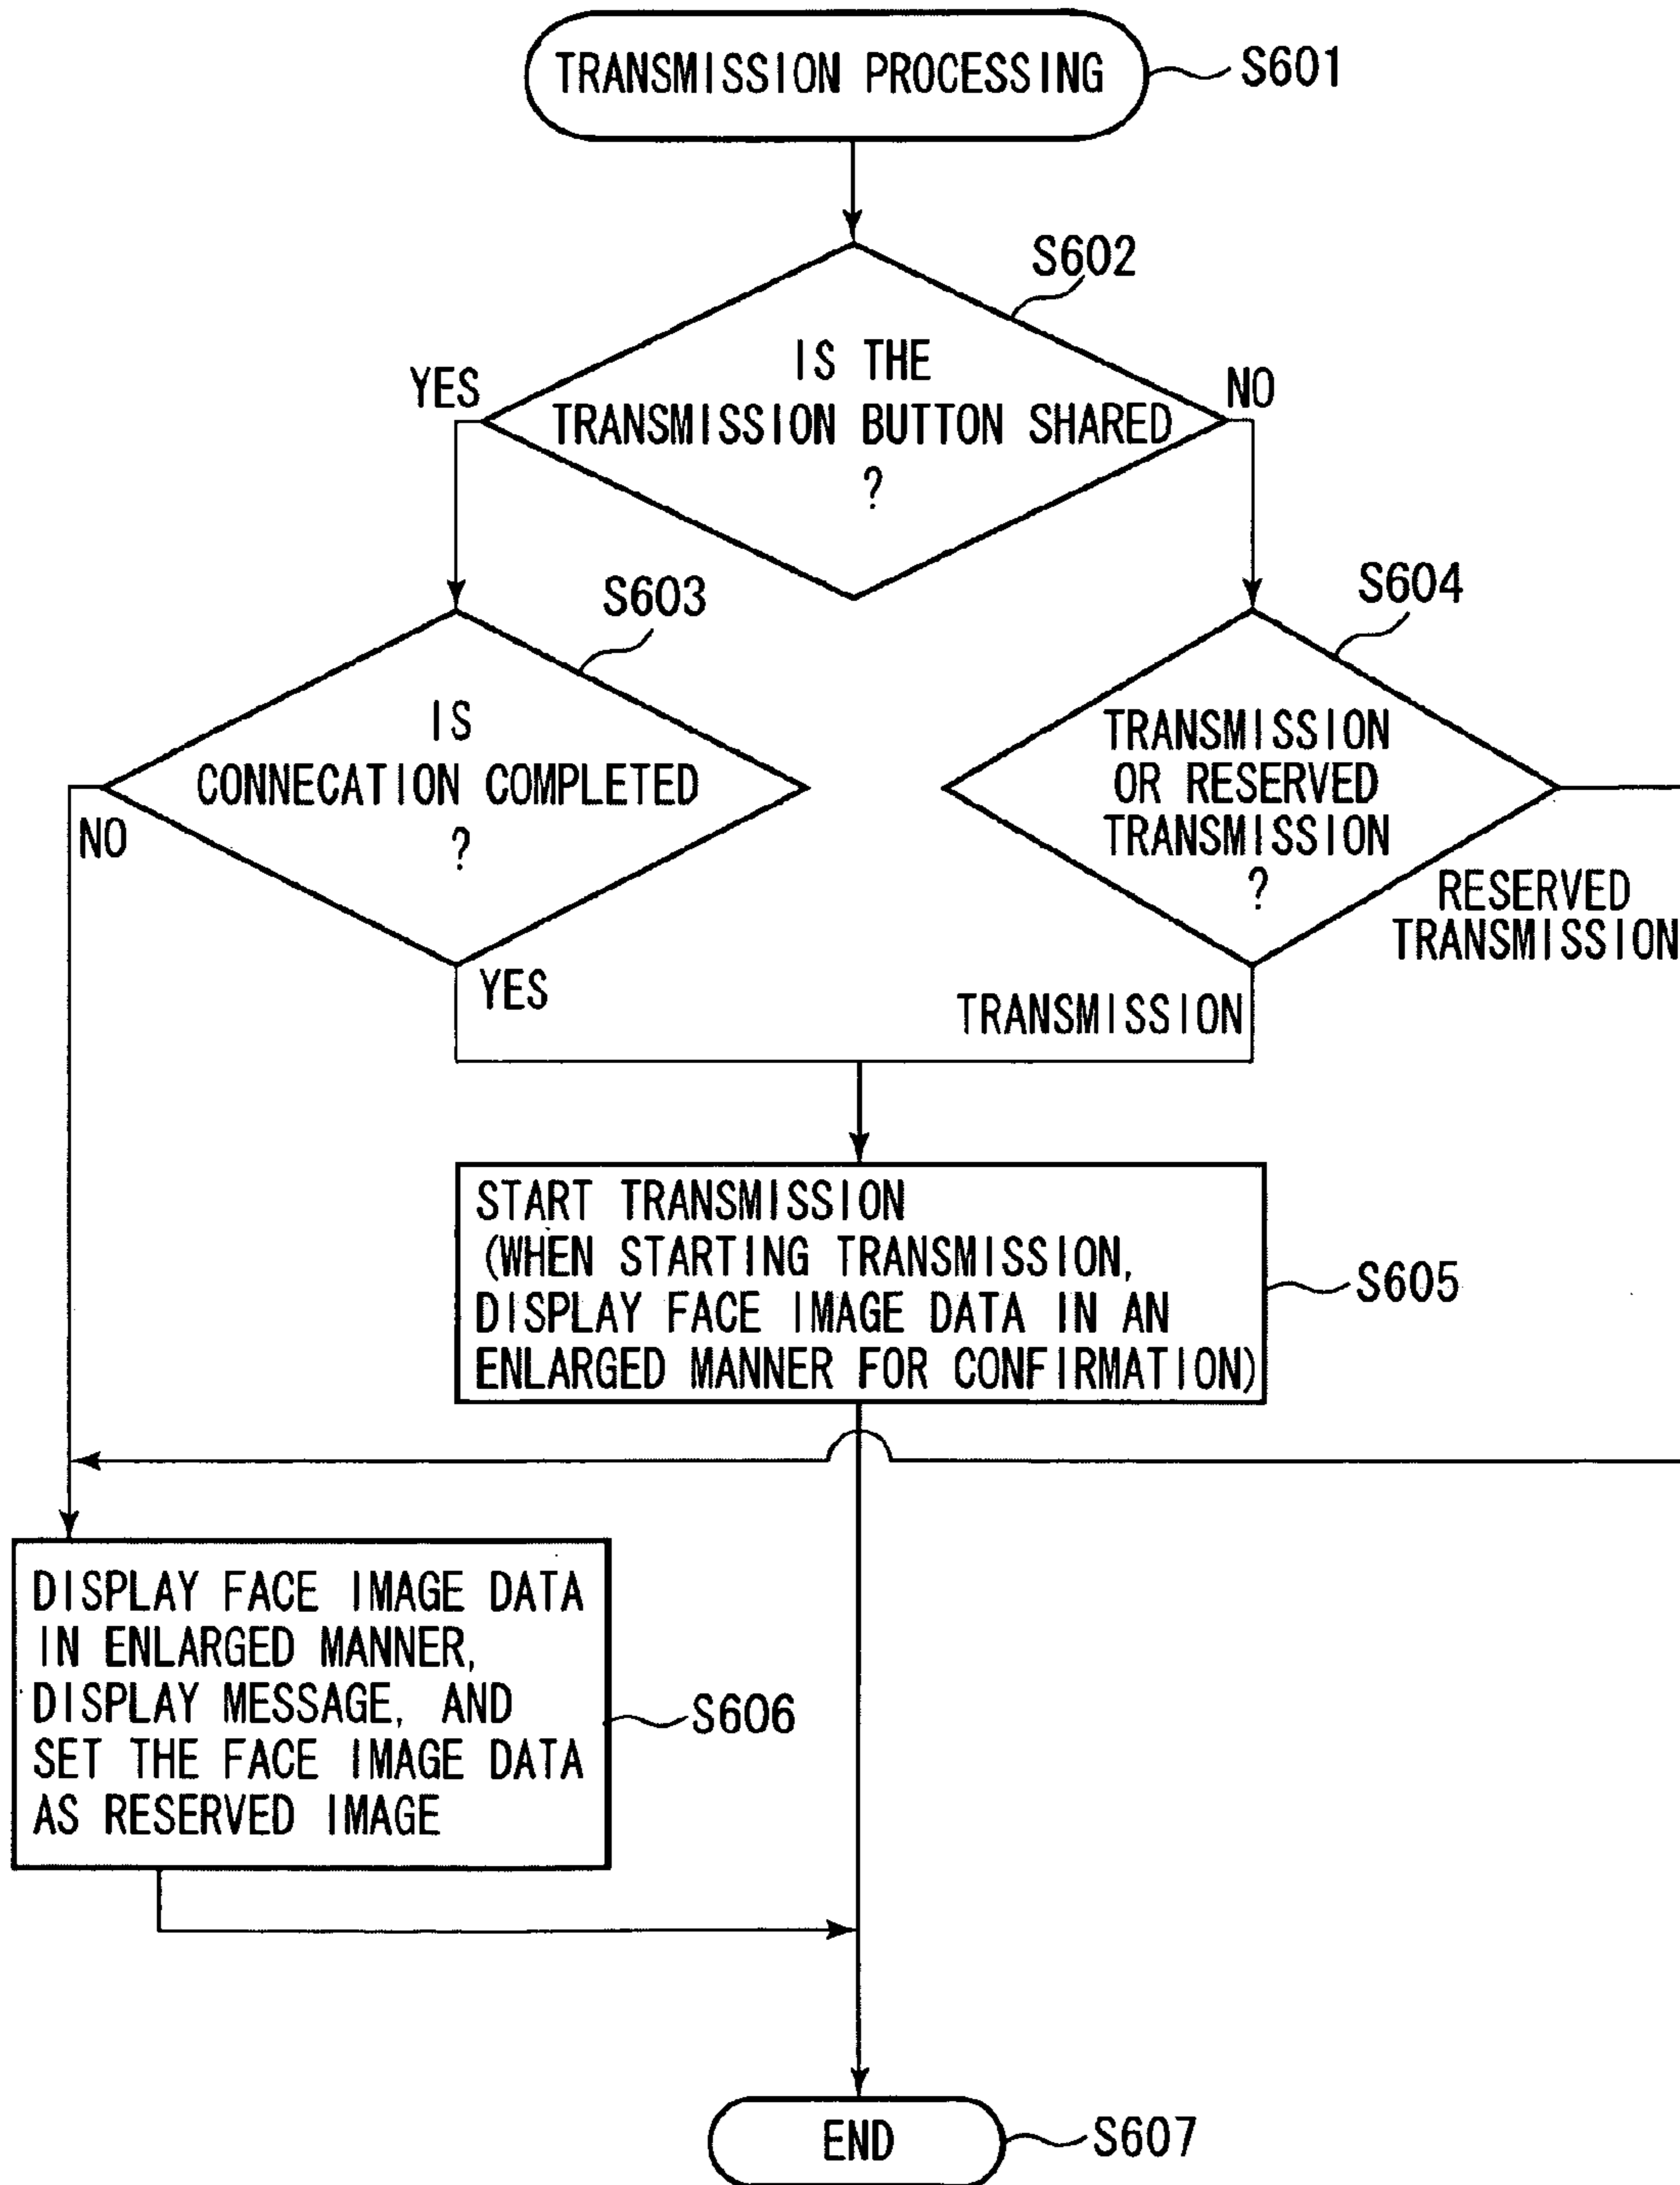 TRANSMISSION PROCESSING
S601
S602
IS THE
TRANSMISSION BUTTON SHARED
?
YES
NO
S603
IS
CONNECATION COMPLETED
?
NO
YES
S604
TRANSMISSION
OR RESERVED
TRANSMISSION
?
RESERVED
TRANSMISSION
TRANSMISSION
START TRANSMISSION
(WHEN STARTING TRANSMISSION,
DISPLAY FACE IMAGE DATA IN AN
ENLARGED MANNER FOR CONFIRMATION)
S605
DISPLAY FACE IMAGE DATA
IN ENLARGED MANNER,
DISPLAY MESSAGE, AND
SET THE FACE IMAGE DATA
AS RESERVED IMAGE
S606
END
S607